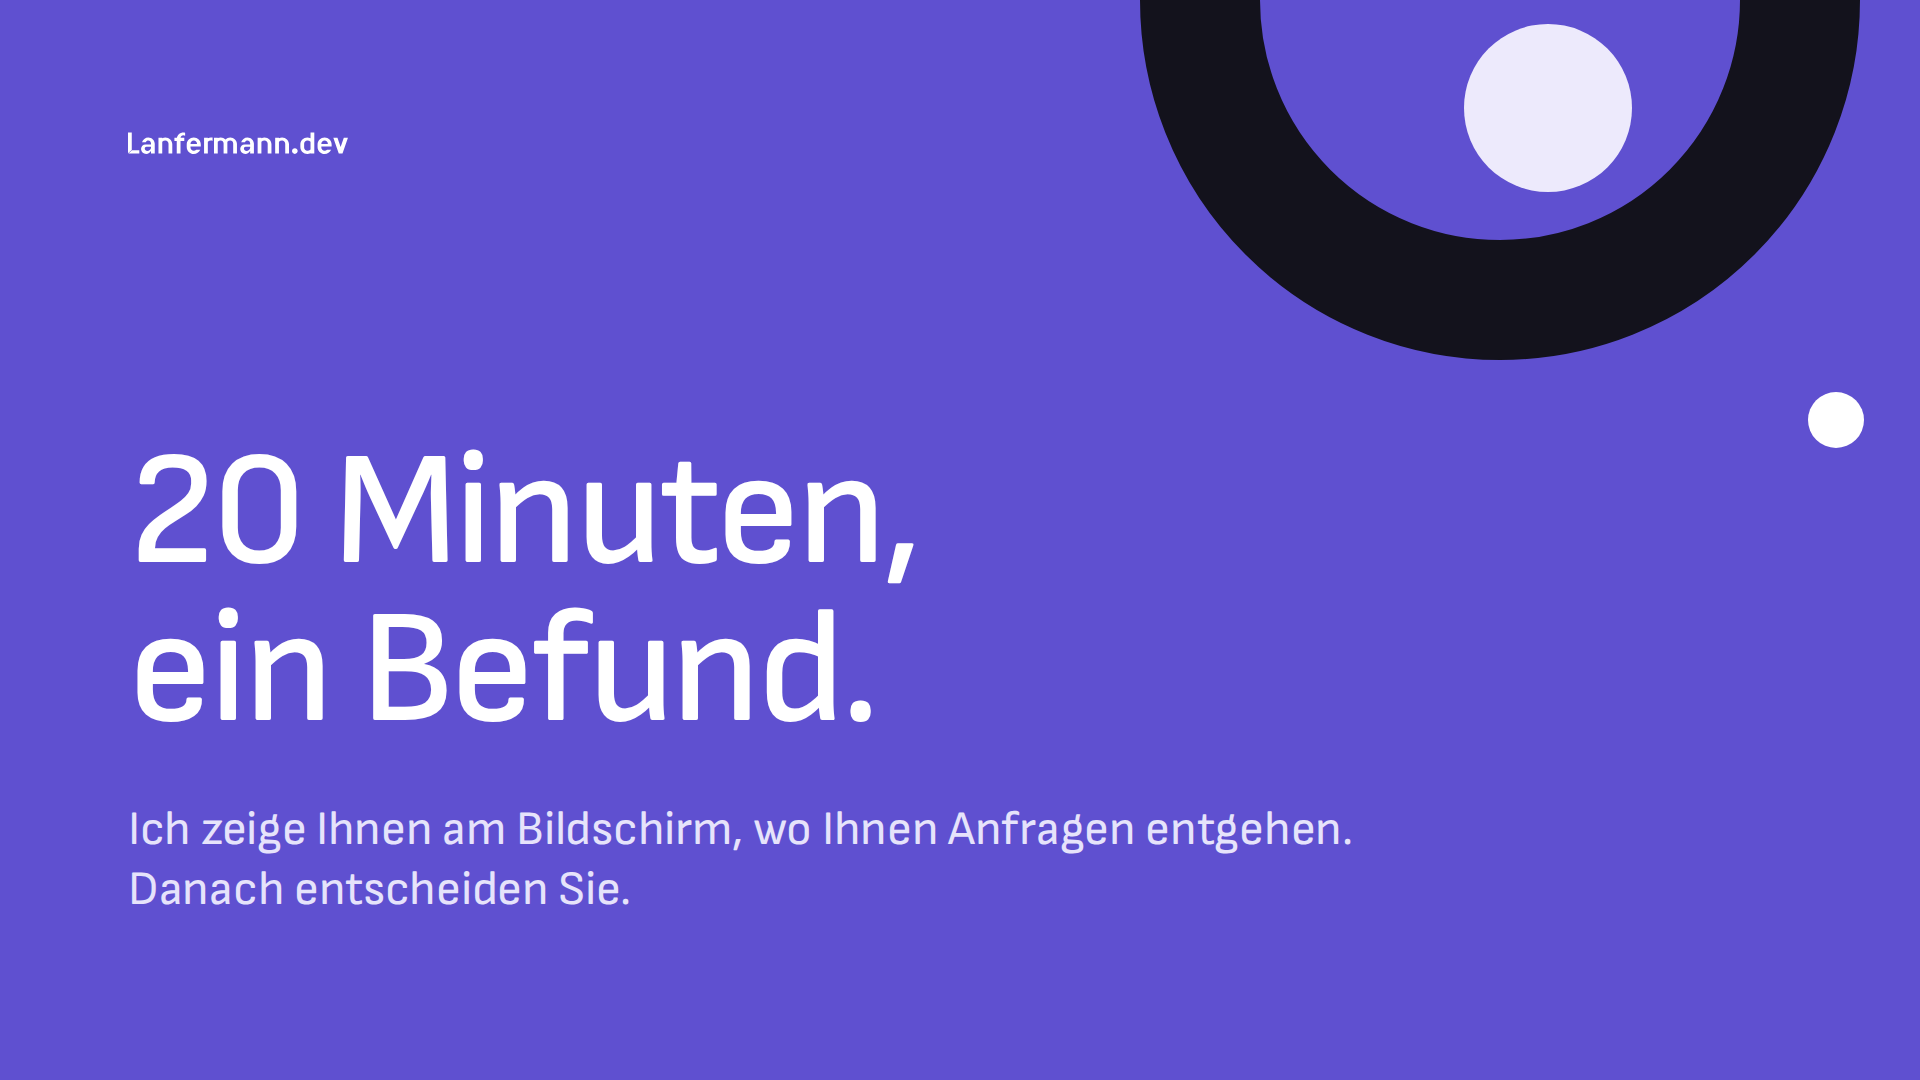 Lanfermann.dev
20 Minuten,
ein Befund.
Ich zeige Ihnen am Bildschirm, wo Ihnen Anfragen entgehen.
Danach entscheiden Sie.